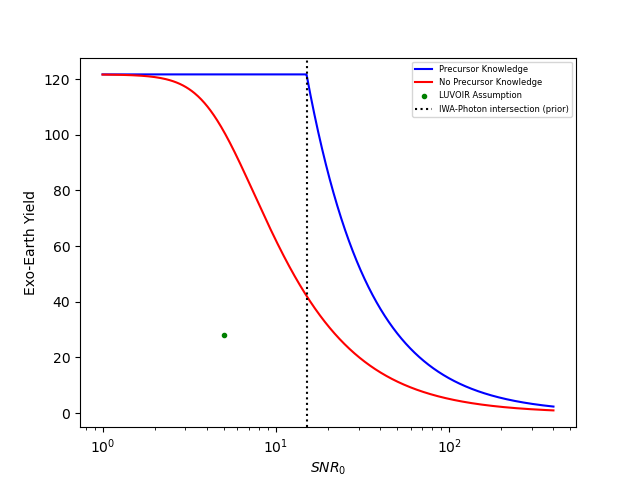 Precursor Knowledge
No Precursor Knowledge
LUVOIR Assumption
IWA-Photon intersection (prior)
Exo-Earth Yield
120
100
80
60
40
20
0
10⁰ 10¹ 10²
SNR₀